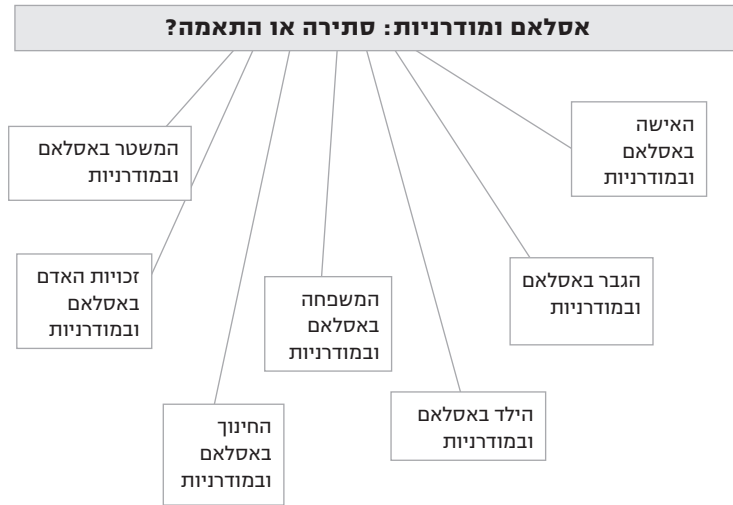 אסלאם ומודרניות: סתירה או התאמה?
האישה
באסלאם
ובמודרניות
המשטר באסלאם
ובמודרניות
הגבר באסלאם
ובמודרניות
זכויות האדם
באסלאם
ובמודרניות
המשפחה
באסלאם
ובמודרניות
הילד באסלאם
ובמודרניות
החינוך
באסלאם
ובמודרניות